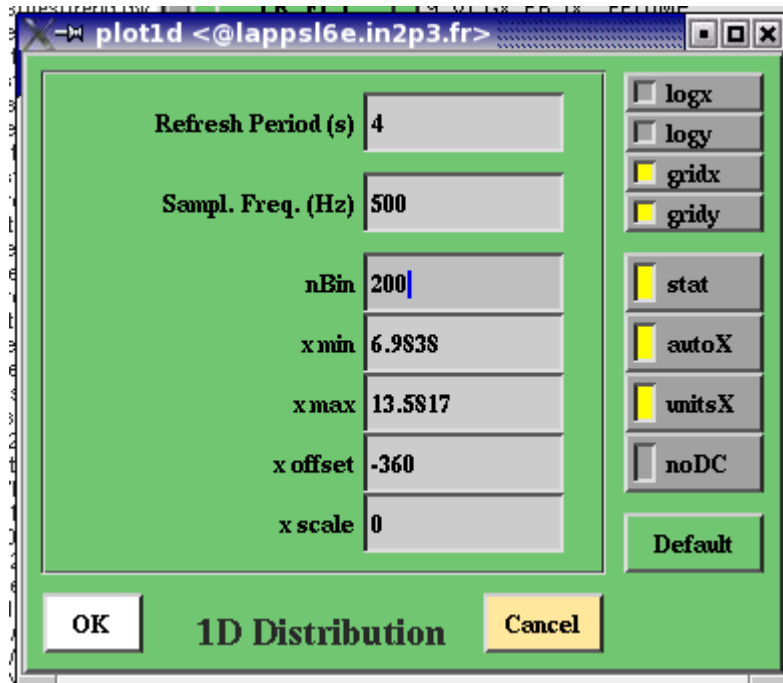 plot1d <@lappsl6e.in2p3.fr>
Refresh Period (s) 4
Sampl. Freq. (Hz) 500
nBin 200
x min 6.9838
x max 13.5817
x offset -360
x scale 0
logx
logy
gridx
gridy
stat
autoX
unitsX
noDC
Default
OK
1D Distribution
Cancel